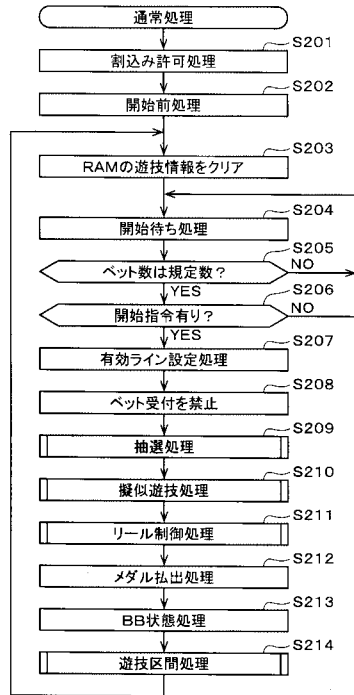 通常処理
S201
割込み許可処理
S202
開始前処理
S203
RAMの遊技情報をクリア
S204
開始待ち処理
S205
ベット数は規定数？
NO
YES
S206
開始指令有り？
NO
YES
S207
有効ライン設定処理
S208
ベット受付を禁止
S209
抽選処理
S210
擬似遊技処理
S211
リール制御処理
S212
メダル払出処理
S213
BB状態処理
S214
遊技区間処理